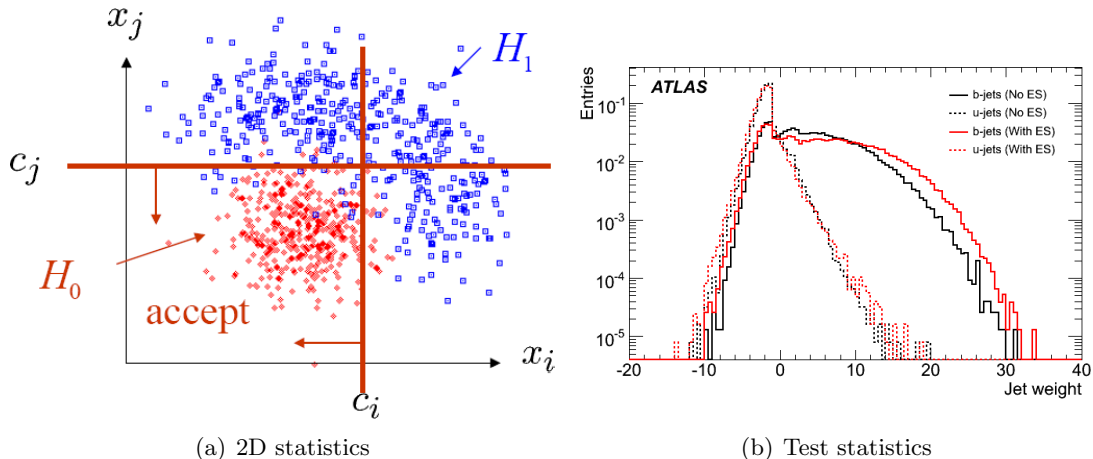 x_j
H_1
c_j
H_0
accept
x_i
c_i
(a) 2D statistics
Entries
ATLAS
b-jets (No ES)
u-jets (No ES)
b-jets (With ES)
u-jets (With ES)
10^-1
10^-2
10^-3
10^-4
10^-5
-20 -10 0 10 20 30 40
Jet weight
(b) Test statistics